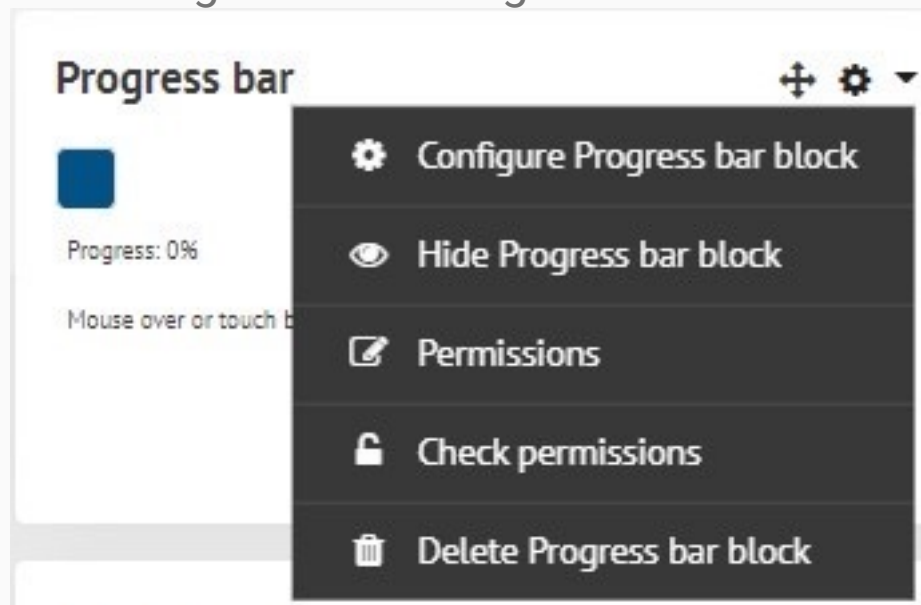 Progress bar
Configure Progress bar block
Progress: 0%
Hide Progress bar block
Mouse over or touch b
Permissions
Check permissions
Delete Progress bar block